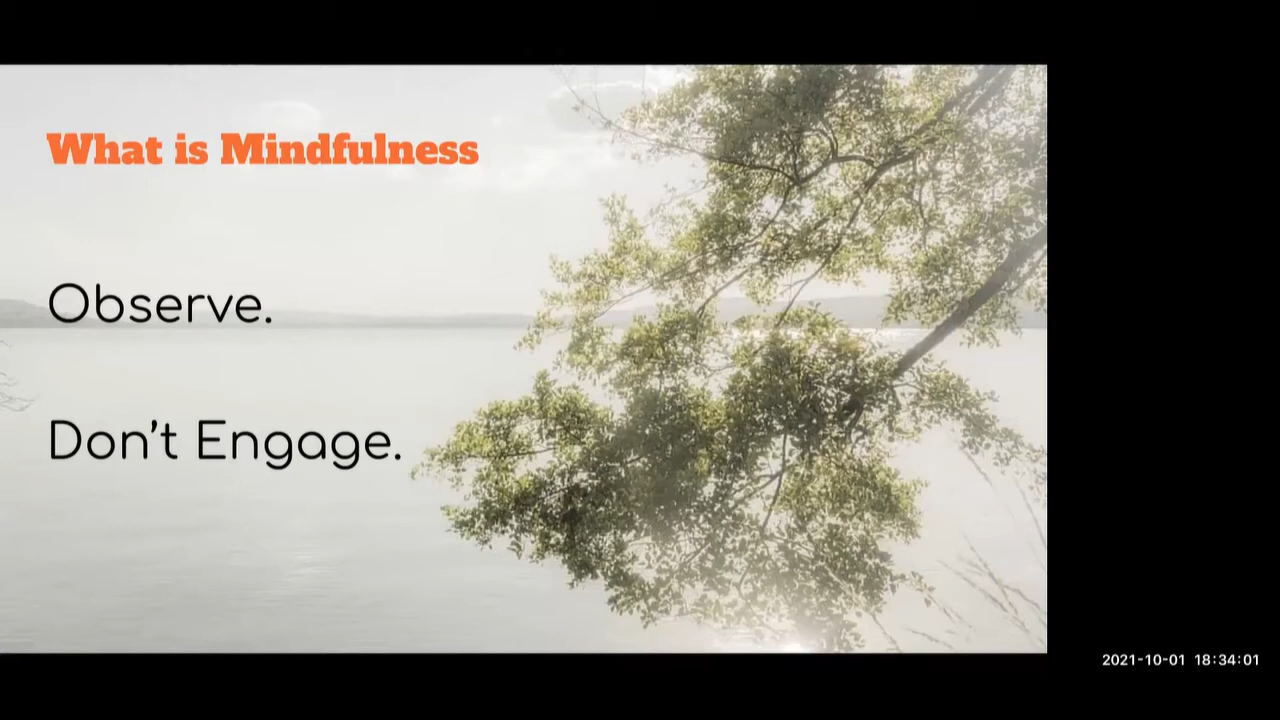 What is Mindfulness
Observe.
Don’t Engage.
2021-10-01 18:34:01